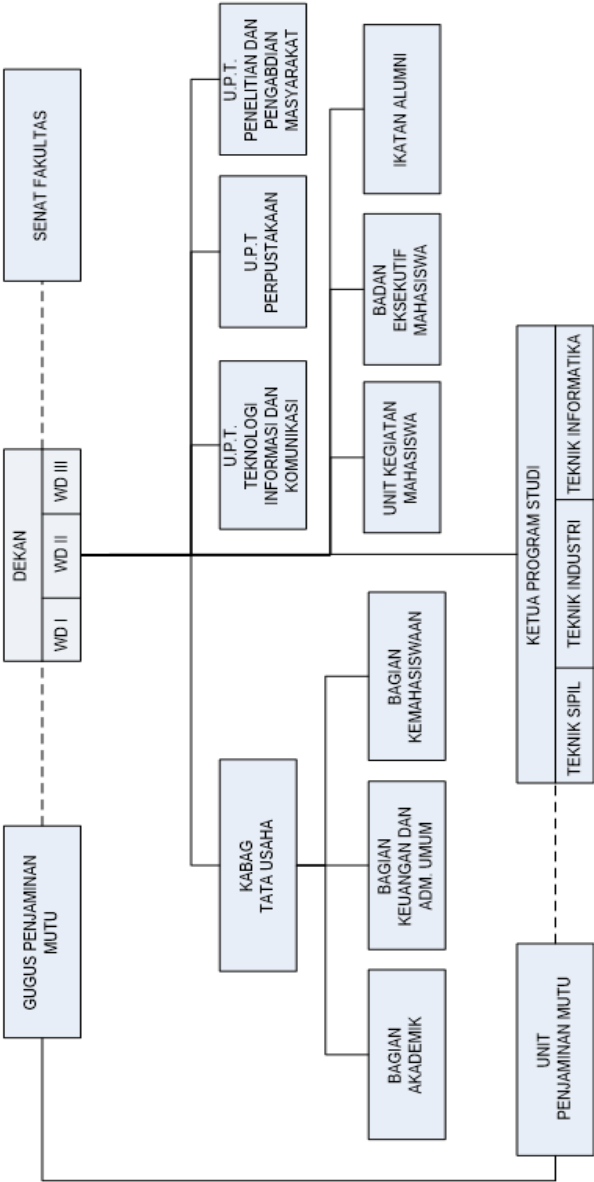 GUGUS PENJAMINAN
MUTU
DEKAN
WD I
WD II
WD III
SENAT FAKULTAS
KABAG
TATA USAHA
U.P.T.
TEKNOLOGI
INFORMASI DAN
KOMUNIKASI
U.P.T
PERPUSTAKAAN
U.P.T.
PENELITIAN DAN
PENGABDIAN
MASYARAKAT
BAGIAN
AKADEMIK
BAGIAN
KEUANGAN DAN
ADM. UMUM
BAGIAN
KEMAHASISWAAN
UNIT KEGIATAN
MAHASISWA
BADAN
EKSEKUTIF
MAHASISWA
IKATAN ALUMNI
UNIT
PENJAMINAN MUTU
KETUA PROGRAM STUDI
TEKNIK SIPIL
TEKNIK INDUSTRI
TEKNIK INFORMATIKA